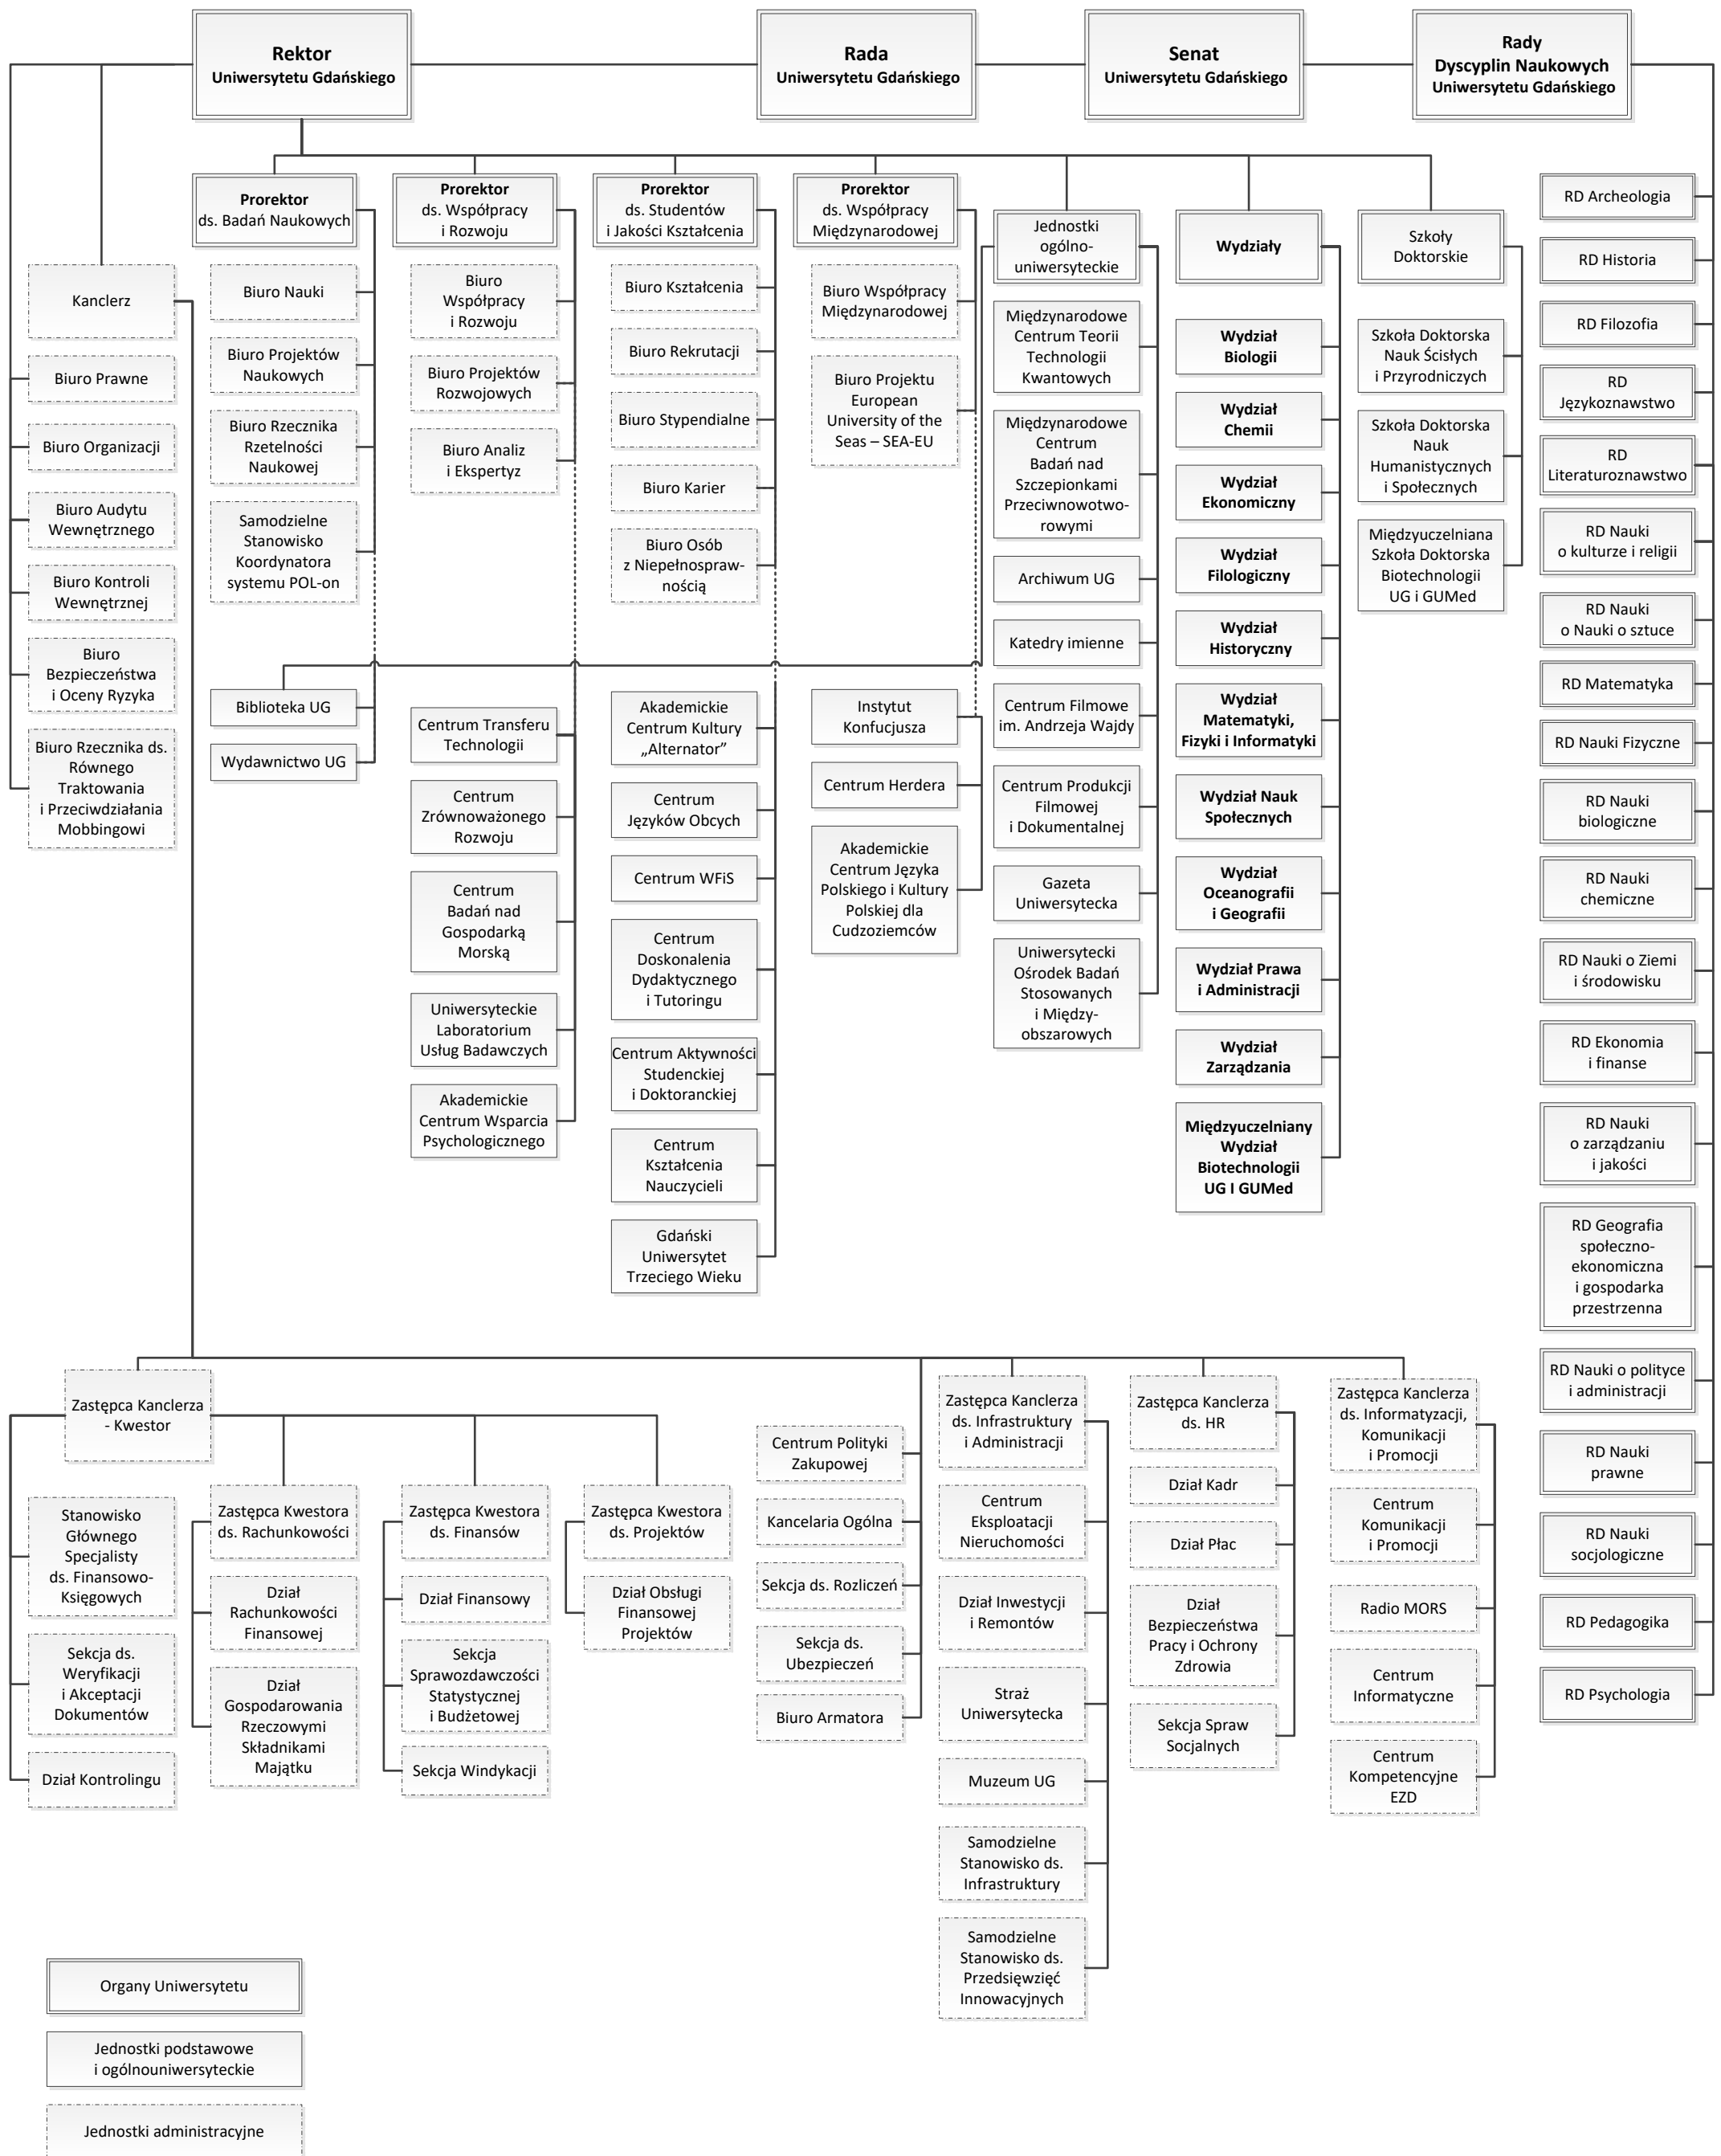 Rektor
Uniwersytetu Gdańskiego
Rada
Uniwersytetu Gdańskiego
Senat
Uniwersytetu Gdańskiego
Rady
Dyscyplin Naukowych
Uniwersytetu Gdańskiego
Prorektor
ds. Badań Naukowych
Prorektor
ds. Współpracy
i Rozwoju
Prorektor
ds. Studentów
i Jakości Kształcenia
Prorektor
ds. Współpracy
Międzynarodowej
Jednostki
ogólno-
uniwersyteckie
Wydziały
Szkoły
Doktorskie
Kanclerz
Biuro Prawne
Biuro Organizacji
Biuro Audytu
Wewnętrznego
Biuro Kontroli
Wewnętrznej
Biuro
Bezpieczeństwa
i Oceny Ryzyka
Biuro Rzecznika ds.
Równego
Traktowania
i Przeciwdziałania
Mobbingowi
Biuro Nauki
Biuro Projektów
Naukowych
Biuro Rzecznika
Rzetelności
Naukowej
Samodzielne
Stanowisko
Koordynatora
systemu POL-on
Biblioteka UG
Wydawnictwo UG
Biuro
Współpracy
i Rozwoju
Biuro Projektów
Rozwojowych
Biuro Analiz
i Ekspertyz
Centrum Transferu
Technologii
Centrum
Zrównoważonego
Rozwoju
Centrum
Badań nad
Gospodarką
Morską
Uniwersyteckie
Laboratorium
Usług Badawczych
Akademickie
Centrum Wsparcia
Psychologicznego
Biuro Kształcenia
Biuro Rekrutacji
Biuro Stypendialne
Biuro Karier
Biuro Osób
z Niepełnospraw-
nością
Akademickie
Centrum Kultury
„Alternator”
Centrum
Języków Obcych
Centrum WFiS
Centrum
Doskonalenia
Dydaktycznego
i Tutoringu
Centrum Aktywności
Studenckiej
i Doktoranckiej
Centrum
Kształcenia
Nauczycieli
Gdański
Uniwersytet
Trzeciego Wieku
Biuro Współpracy
Międzynarodowej
Biuro Projektu
European
University of the
Seas – SEA-EU
Instytut
Konfucjusza
Centrum Herdera
Akademickie
Centrum Języka
Polskiego i Kultury
Polskiej dla
Cudzoziemców
Międzynarodowe
Centrum Teorii
Technologii
Kwantowych
Międzynarodowe
Centrum
Badań nad
Szczepionkami
Przeciwnowotwo-
rowymi
Archiwum UG
Katedry imienne
Centrum Filmowe
im. Andrzeja Wajdy
Centrum Produkcji
Filmowej
i Dokumentalnej
Gazeta
Uniwersytecka
Uniwersytecki
Ośrodek Badań
Stosowanych
i Między-
obszarowych
Wydział
Biologii
Wydział
Chemii
Wydział
Ekonomiczny
Wydział
Filologiczny
Wydział
Historyczny
Wydział
Matematyki,
Fizyki i Informatyki
Wydział Nauk
Społecznych
Wydział
Oceanografii
i Geografii
Wydział Prawa
i Administracji
Wydział
Zarządzania
Międzyuczelniany
Wydział
Biotechnologii
UG I GUMed
Szkoła Doktorska
Nauk Ścisłych
i Przyrodniczych
Szkoła Doktorska
Nauk
Humanistycznych
i Społecznych
Międzyuczelniana
Szkoła Doktorska
Biotechnologii
UG i GUMed
RD Archeologia
RD Historia
RD Filozofia
RD
Językoznawstwo
RD
Literaturoznawstwo
RD Nauki
o kulturze i religii
RD Nauki
o Nauki o sztuce
RD Matematyka
RD Nauki Fizyczne
RD Nauki
biologiczne
RD Nauki
chemiczne
RD Nauki o Ziemi
i środowisku
RD Ekonomia
i finanse
RD Nauki
o zarządzaniu
i jakości
RD Geografia
społeczno-
ekonomiczna
i gospodarka
przestrzenna
RD Nauki o polityce
i administracji
RD Nauki
prawne
RD Nauki
socjologiczne
RD Pedagogika
RD Psychologia
Zastępca Kanclerza
- Kwestor
Stanowisko
Głównego
Specjalisty
ds. Finansowo-
Księgowych
Sekcja ds.
Weryfikacji
i Akceptacji
Dokumentów
Dział Kontrolingu
Zastępca Kwestora
ds. Rachunkowości
Dział
Rachunkowości
Finansowej
Dział
Gospodarowania
Rzeczowymi
Składnikami
Majątku
Zastępca Kwestora
ds. Finansów
Dział Finansowy
Sekcja
Sprawozdawczości
Statystycznej
i Budżetowej
Sekcja Windykacji
Zastępca Kwestora
ds. Projektów
Dział Obsługi
Finansowej
Projektów
Centrum Polityki
Zakupowej
Kancelaria Ogólna
Sekcja ds. Rozliczeń
Sekcja ds.
Ubezpieczeń
Biuro Armatora
Zastępca Kanclerza
ds. Infrastruktury
i Administracji
Centrum
Eksploatacji
Nieruchomości
Dział Inwestycji
i Remontów
Straż
Uniwersytecka
Muzeum UG
Samodzielne
Stanowisko ds.
Infrastruktury
Samodzielne
Stanowisko ds.
Przedsięwzięć
Innowacyjnych
Zastępca Kanclerza
ds. HR
Dział Kadr
Dział Płac
Dział
Bezpieczeństwa
Pracy i Ochrony
Zdrowia
Sekcja Spraw
Socjalnych
Zastępca Kanclerza
ds. Informatyzacji,
Komunikacji
i Promocji
Centrum
Komunikacji
i Promocji
Radio MORS
Centrum
Informatyczne
Centrum
Kompetencyjne
EZD
Organy Uniwersytetu
Jednostki podstawowe
i ogólnouniwersyteckie
Jednostki administracyjne